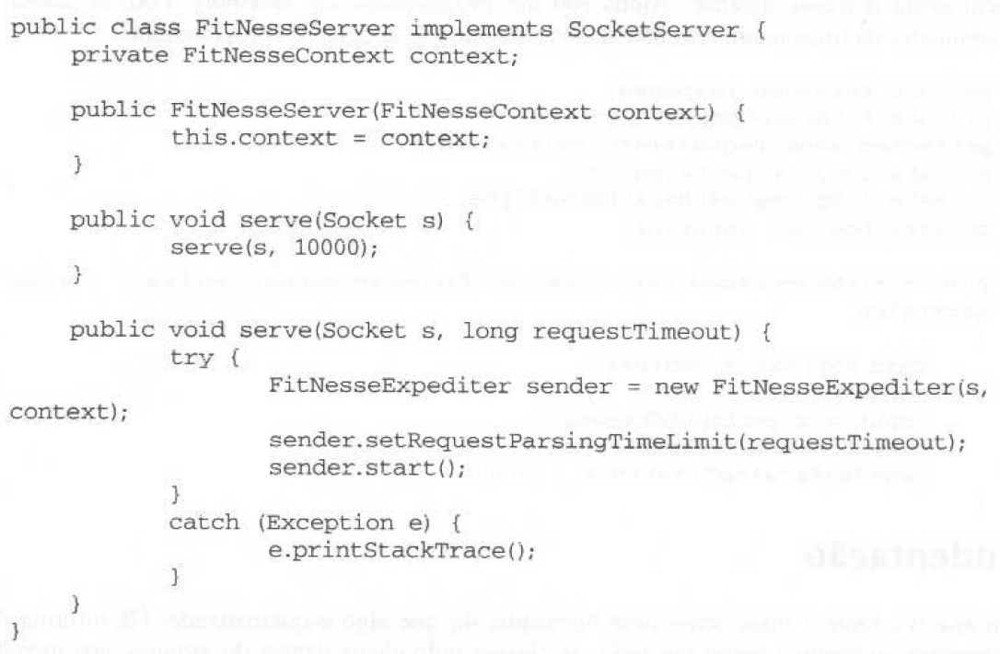 public class FitNesseServer implements SocketServer {
private FitNesseContext context;
public FitNesseServer(FitNesseContext context) {
this.context = context;
}
public void serve(Socket s) {
serve(s, 10000);
}
public void serve(Socket s, long requestTimeout) {
try {
FitNesseExpediter sender = new FitNesseExpediter(s,
context);
sender.setRequestParsingTimeLimit(requestTimeout);
sender.start();
}
catch (Exception e) {
e.printStackTrace();
}
}
}